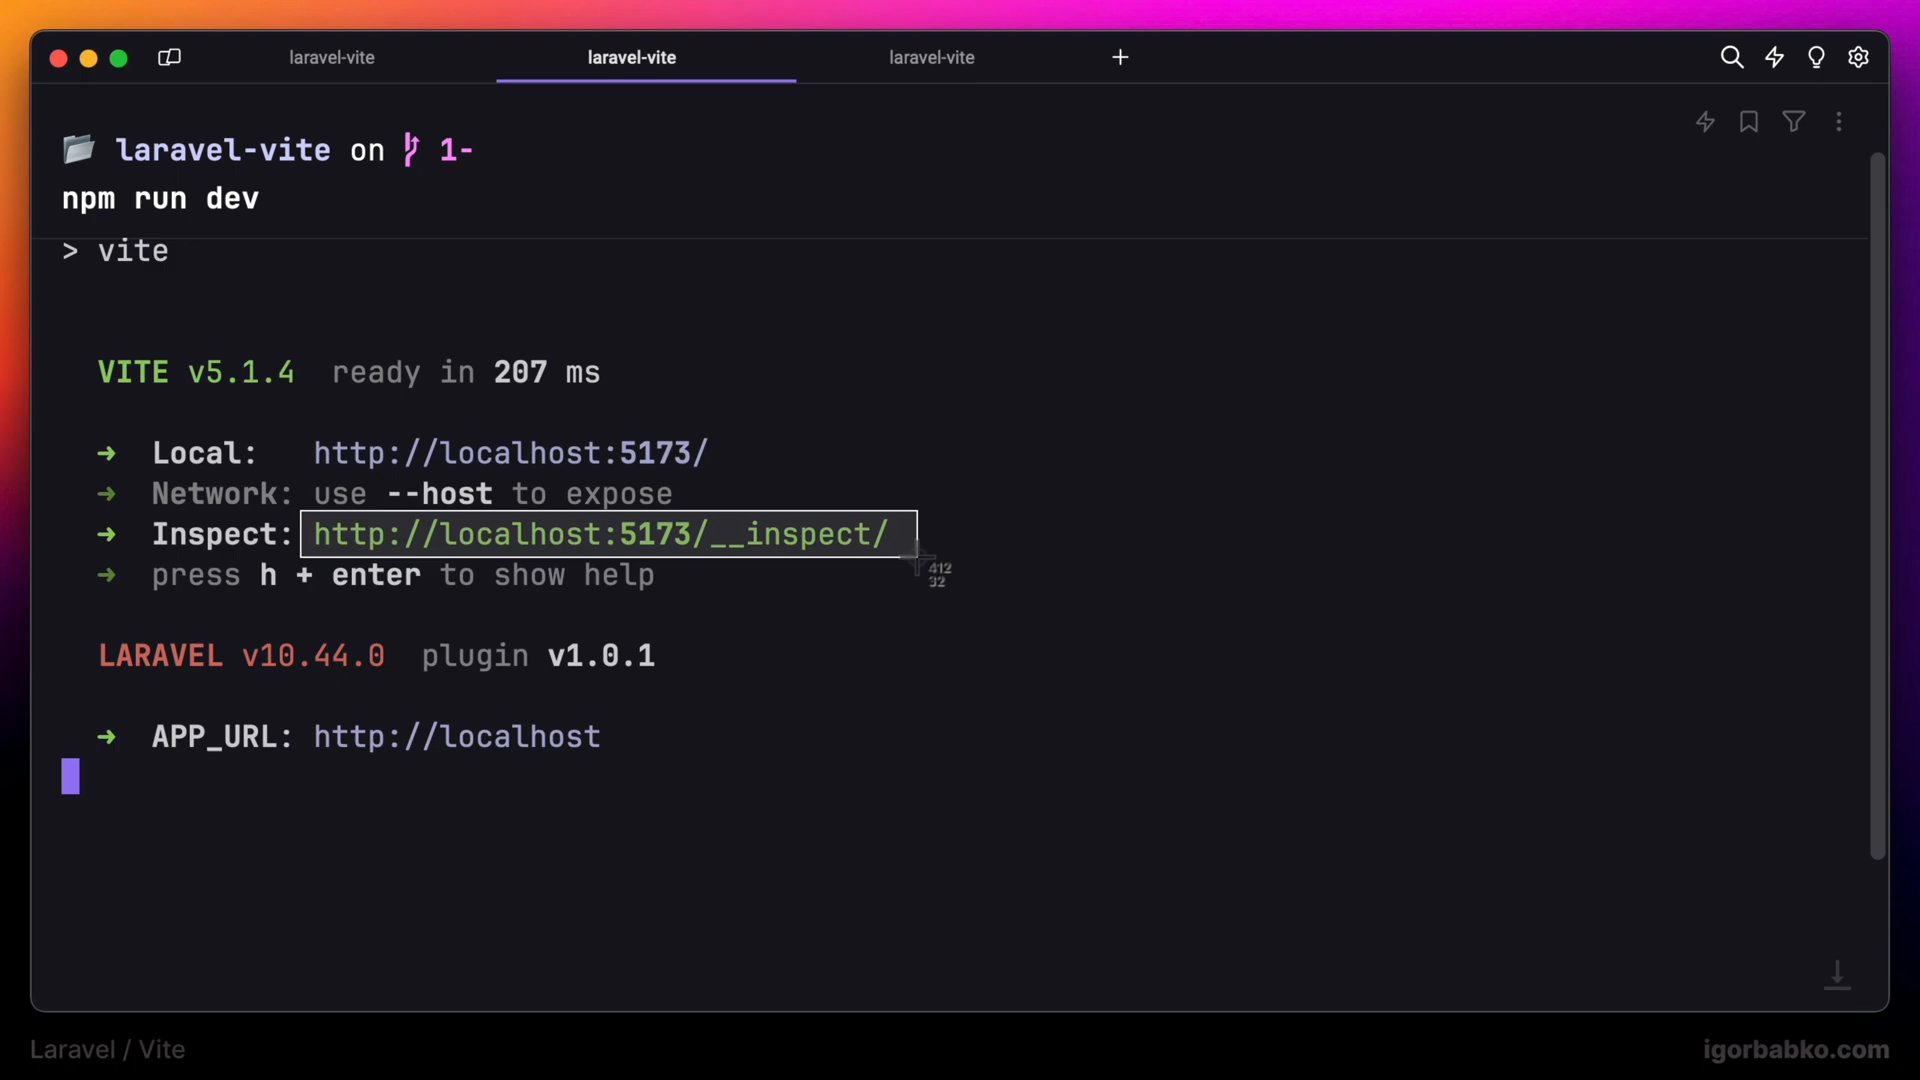 laravel-vite laravel-vite laravel-vite
laravel-vite on 1-
npm run dev
> vite
VITE v5.1.4 ready in 207 ms
➜ Local: http://localhost:5173/
➜ Network: use --host to expose
➜ Inspect: http://localhost:5173/__inspect/
➜ press h + enter to show help
412
32
LARAVEL v10.44.0 plugin v1.0.1
➜ APP_URL: http://localhost
Laravel / Vite
igorbabko.com